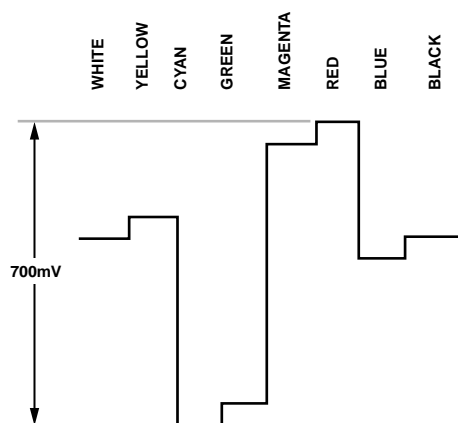 WHITE
YELLOW
CYAN
GREEN
MAGENTA
RED
BLUE
BLACK
700mV